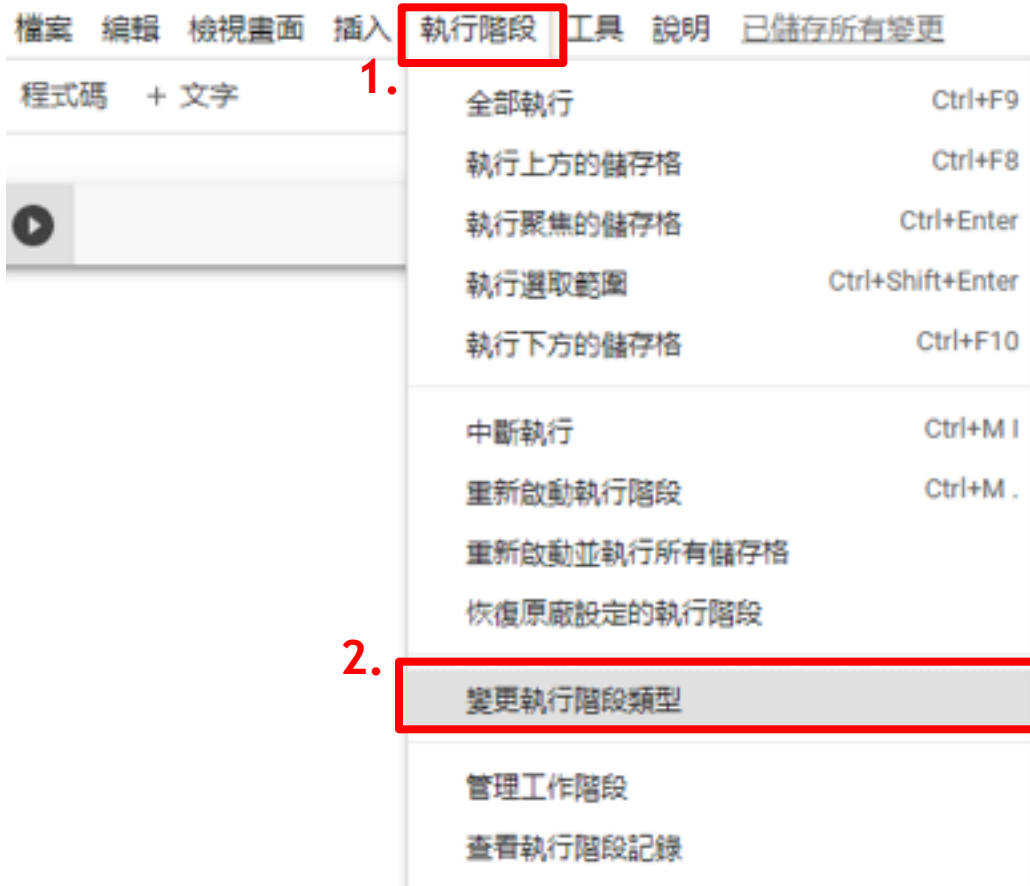 檔案 編輯 檢視畫面 插入 執行階段 工具 說明 已儲存所有變更
1.
程式碼 + 文字
全部執行 Ctrl+F9
執行上方的儲存格 Ctrl+F8
執行聚焦的儲存格 Ctrl+Enter
執行選取範圍 Ctrl+Shift+Enter
執行下方的儲存格 Ctrl+F10
中斷執行 Ctrl+M I
重新啟動執行階段 Ctrl+M .
重新啟動並執行所有儲存格
恢復原廠設定的執行階段
2.
變更執行階段類型
管理工作階段
查看執行階段記錄